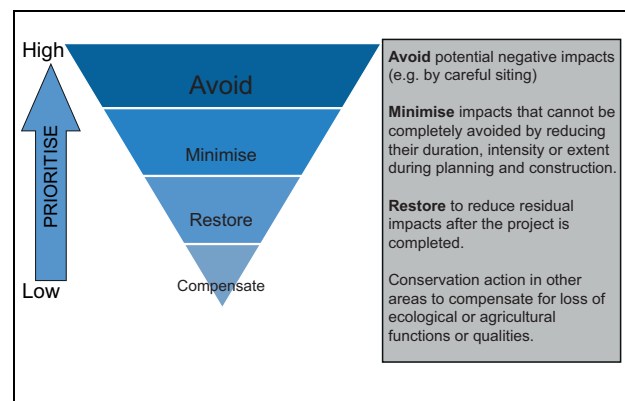 High
PRIORITISE
Low
Avoid
Minimise
Restore
Compensate
Avoid potential negative impacts
(e.g. by careful siting)
Minimise impacts that cannot be
completely avoided by reducing
their duration, intensity or extent
during planning and construction.
Restore to reduce residual
impacts after the project is
completed.
Conservation action in other
areas to compensate for loss of
ecological or agricultural
functions or qualities.